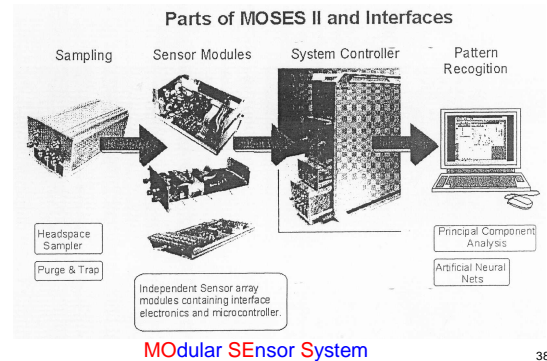 Parts of MOSES II and Interfaces
Sampling
Sensor Modules
System Controller
Pattern
Recogition
Headspace
Sampler
Purge & Trap
Independent Sensor array
modules containing interface
electronics and microcontroller.
Principal Component
Analysis
Artificial Neural
Nets
MOdular SEnsor System
38